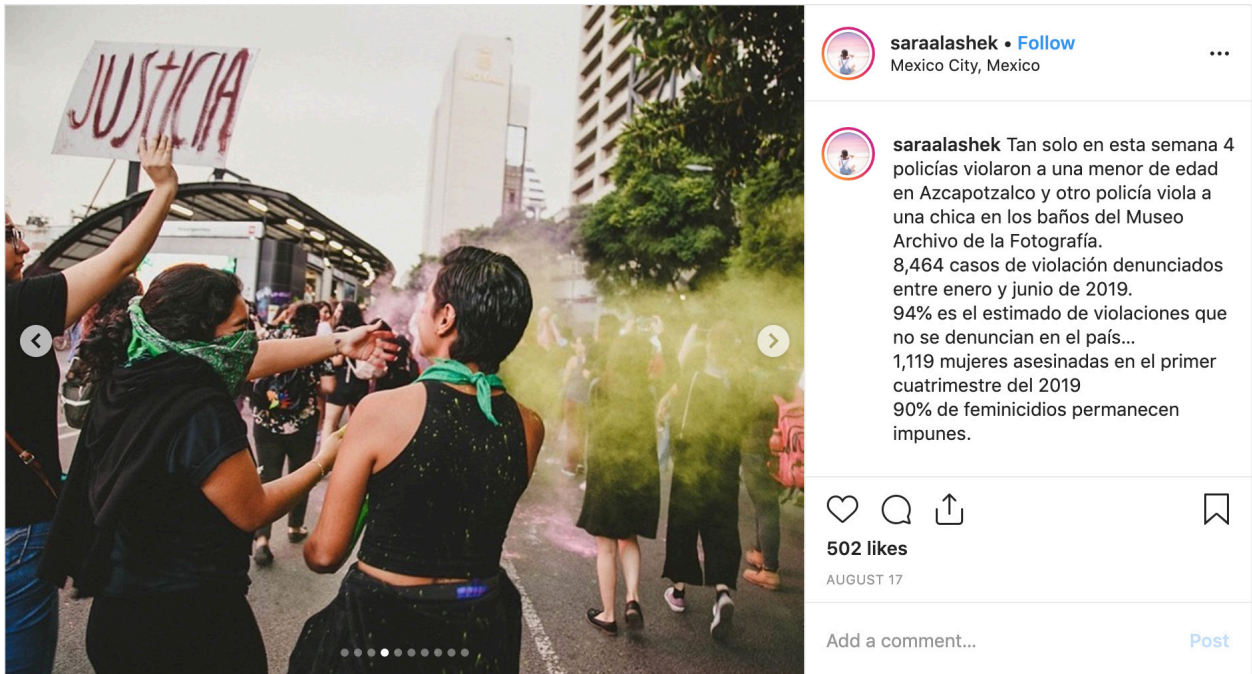 JUSTICIA
saraalashek • Follow
Mexico City, Mexico
saraalashek Tan solo en esta semana 4
policías violaron a una menor de edad
en Azcapotzalco y otro policía viola a
una chica en los baños del Museo
Archivo de la Fotografía.
8,464 casos de violación denunciados
entre enero y junio de 2019.
94% es el estimado de violaciones que
no se denuncian en el país...
1,119 mujeres asesinadas en el primer
cuatrimestre del 2019
90% de feminicidios permanecen
impunes.
502 likes
AUGUST 17
Add a comment...
Post